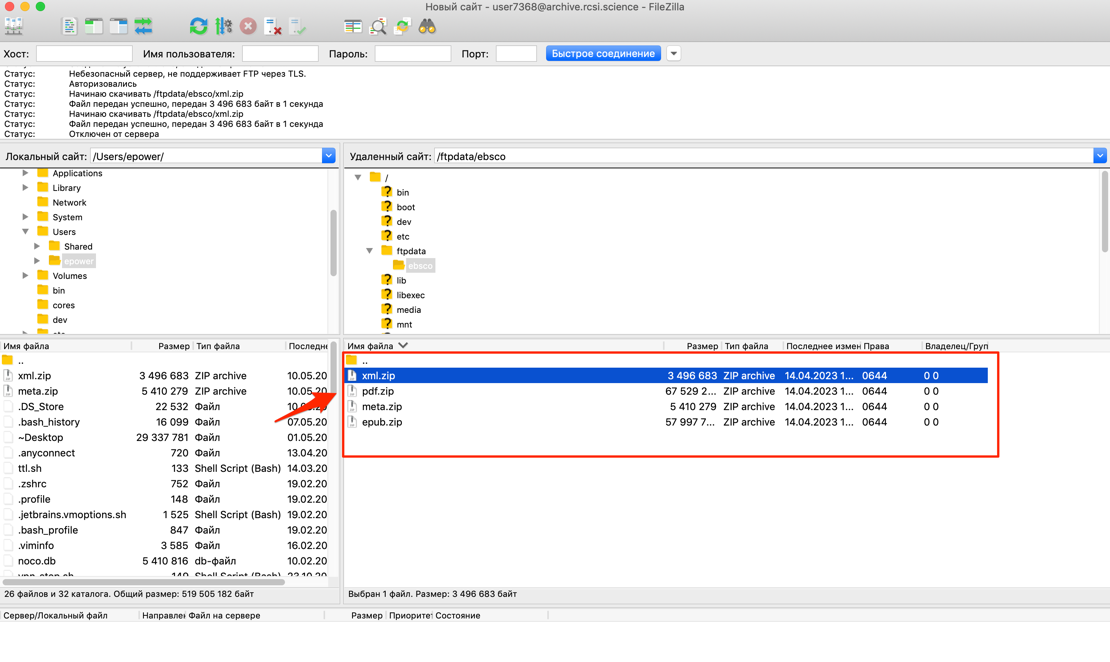 Новый сайт - user7368@archive.rcsi.science - FileZilla
Хост: Имя пользователя: Пароль: Порт: Быстрое соединение
Статус: Небезопасный сервер, не поддерживает FTP через TLS.
Статус: Авторизовались
Статус: Начинаю скачивать /ftpdata/ebsco/xml.zip
Статус: Файл передан успешно, передан 3 496 683 байт в 1 секунда
Статус: Начинаю скачивать /ftpdata/ebsco/xml.zip
Статус: Файл передан успешно, передан 3 496 683 байт в 1 секунда
Статус: Отключен от сервера
Локальный сайт: /Users/epower/
Applications
Library
Network
System
Users
Shared
epower
Volumes
bin
cores
dev
Удаленный сайт: /ftpdata/ebsco
/
bin
boot
dev
etc
ftpdata
ebsco
lib
libexec
media
mnt
Имя файла Размер Тип файла Последне
..
xml.zip 3 496 683 ZIP archive 10.05.20
meta.zip 5 410 279 ZIP archive 10.05.20
.DS_Store 22 532 Файл
.bash_history 16 099 Файл 07.05.20
~Desktop 29 337 781 Файл 01.05.20
.anyconnect 720 Файл 13.04.20
ttl.sh 133 Shell Script (Bash) 14.03.20
.zshrc 752 Файл 19.02.20
.profile 148 Файл 19.02.20
.jetbrains.vmoptions.sh 1 525 Shell Script (Bash) 19.02.20
.bash_profile 847 Файл 19.02.20
.viminfo 3 585 Файл 16.02.20
noco.db 5 410 816 db-файл 10.02.20
26 файлов и 32 каталога. Общий размер: 519 505 182 байт
Имя файла Размер Тип файла Последнее измен Права Владелец/Груп
..
xml.zip 3 496 683 ZIP archive 14.04.2023 1... 0644 0 0
pdf.zip 67 529 2... ZIP archive 14.04.2023 1... 0644 0 0
meta.zip 5 410 279 ZIP archive 14.04.2023 1... 0644 0 0
epub.zip 57 997 7... ZIP archive 14.04.2023 1... 0644 0 0
Выбран 1 файл. Размер: 3 496 683 байт
Сервер/Локальный файл Направлен Файл на сервере Размер Приоритет Состояние